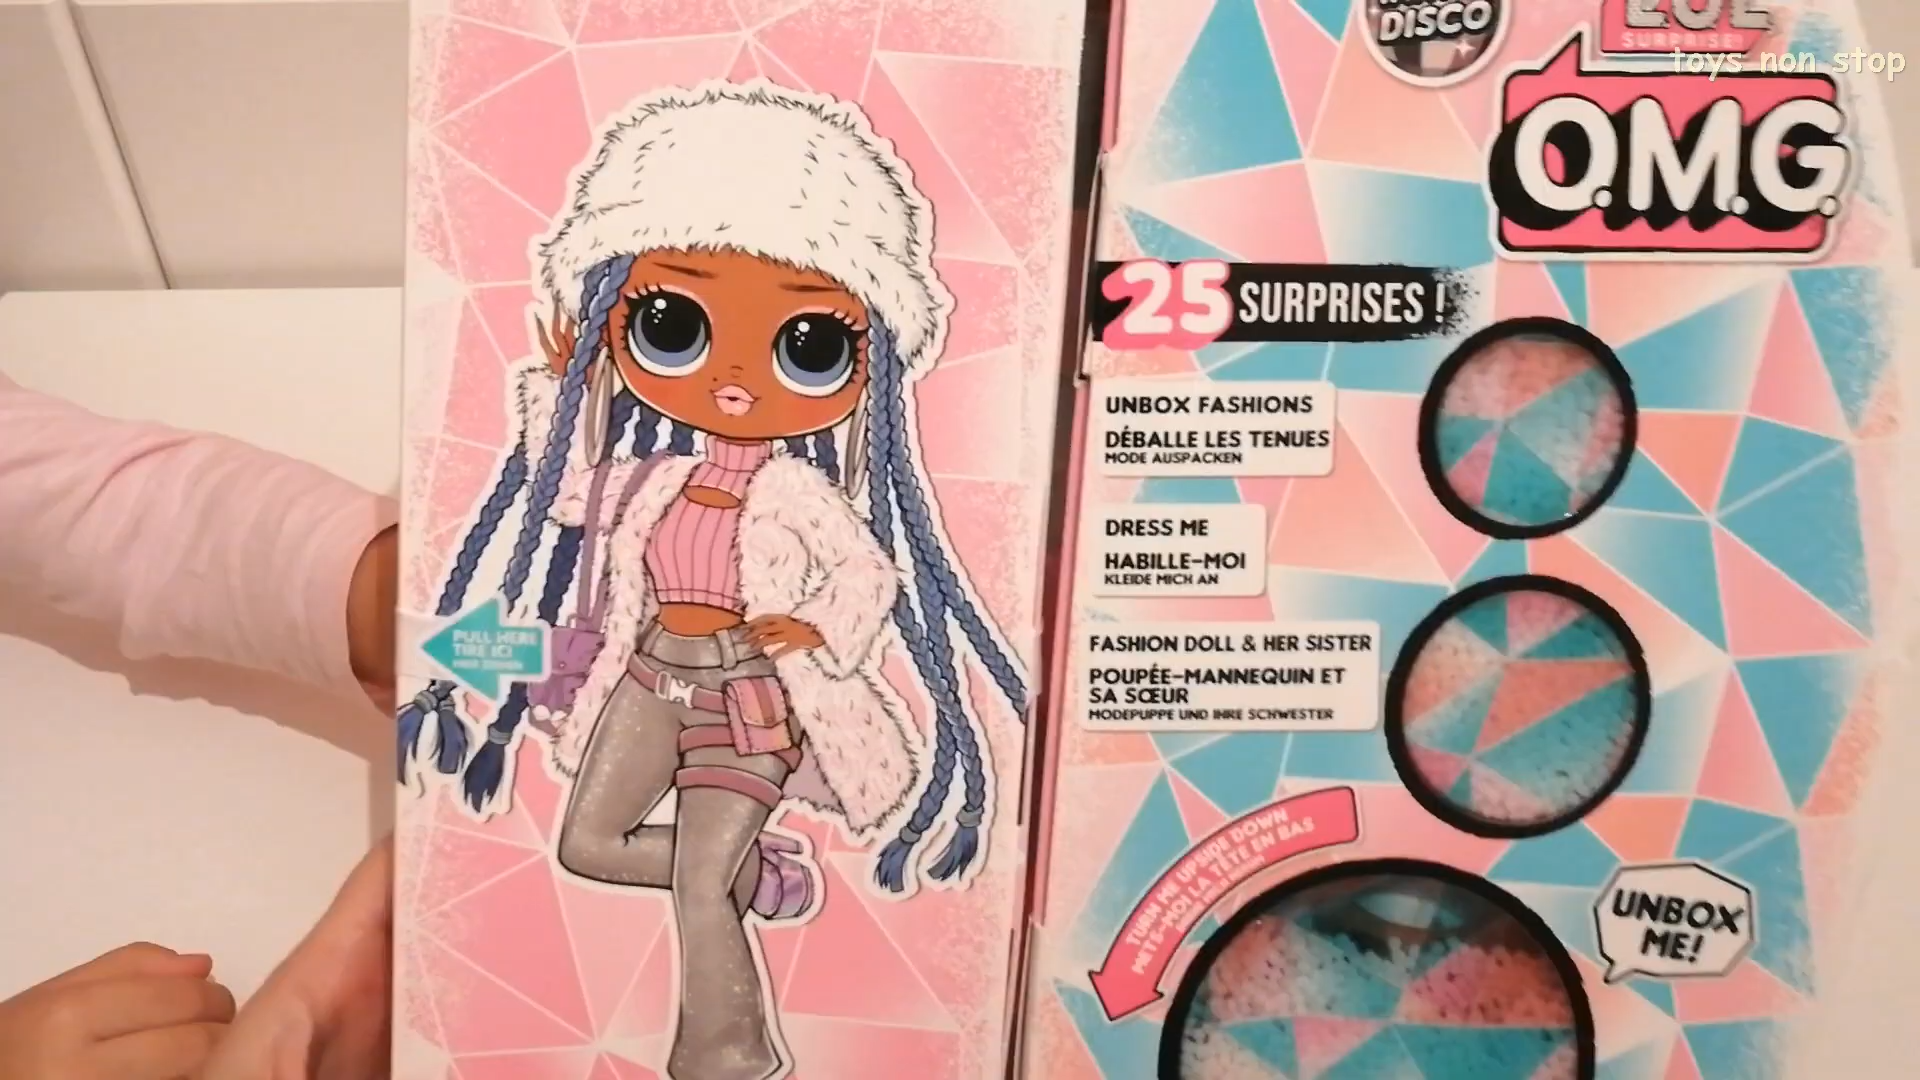 DISCO
LOL
SURPRISE!
toys non stop
O.M.G.
25 SURPRISES !
UNBOX FASHIONS
DÉBALLE LES TENUES
MODE AUSPACKEN
DRESS ME
HABILLE-MOI
KLEIDE MICH AN
PULL HERE
TIRE ICI
FASHION DOLL & HER SISTER
POUPÉE-MANNEQUIN ET
SA SŒUR
MODEPUPPE UND IHRE SCHWESTER
TURN ME UPSIDE DOWN
METS-MOI LA TÊTE EN BAS
UNBOX
ME!